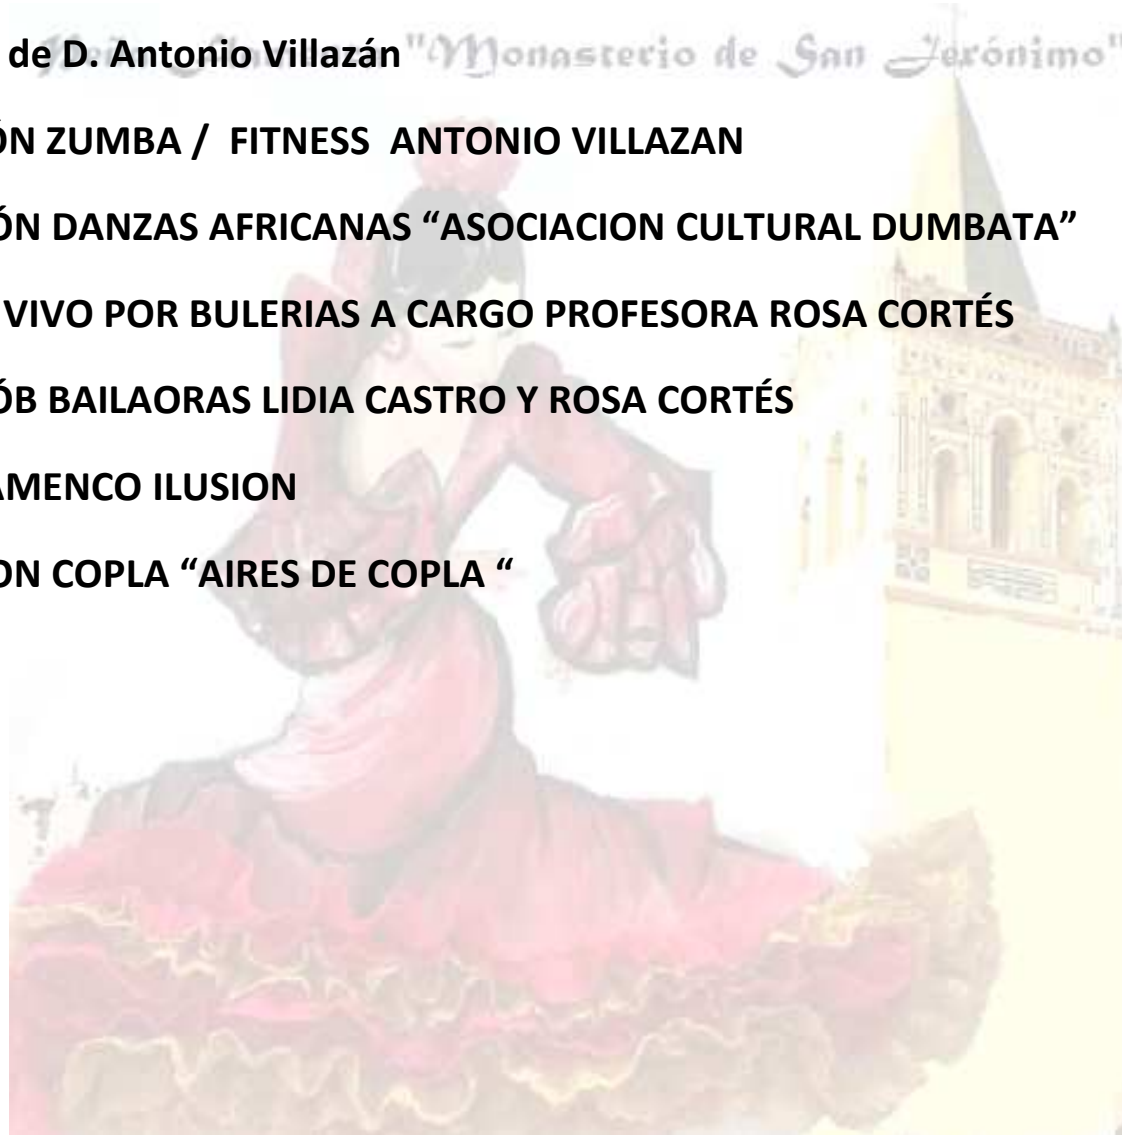 de D. Antonio Villazán "Monasterio de San Jerónimo"
ÓN ZUMBA / FITNESS ANTONIO VILLAZAN
ÓN DANZAS AFRICANAS “ASOCIACION CULTURAL DUMBATA”
VIVO POR BULERIAS A CARGO PROFESORA ROSA CORTÉS
ÓB BAILAORAS LIDIA CASTRO Y ROSA CORTÉS
AMENCO ILUSION
ON COPLA “AIRES DE COPLA “